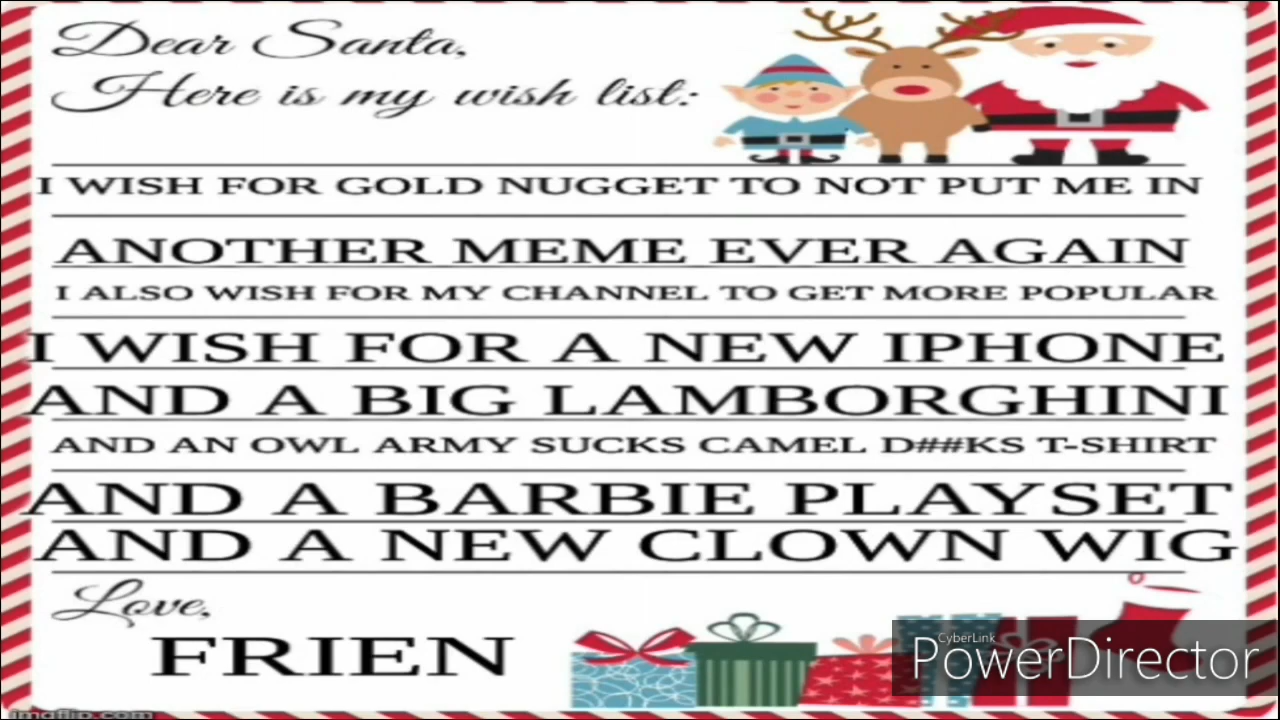 Dear Santa,
Here is my wish list:
I WISH FOR GOLD NUGGET TO NOT PUT ME IN
ANOTHER MEME EVER AGAIN
I ALSO WISH FOR MY CHANNEL TO GET MORE POPULAR
I WISH FOR A NEW IPHONE
AND A BIG LAMBORGHINI
AND AN OWL ARMY SUCKS CAMEL D##KS T-SHIRT
AND A BARBIE PLAYSET
AND A NEW CLOWN WIG
Love,
FRIEN
CyberLink
PowerDirector
imgflip.com